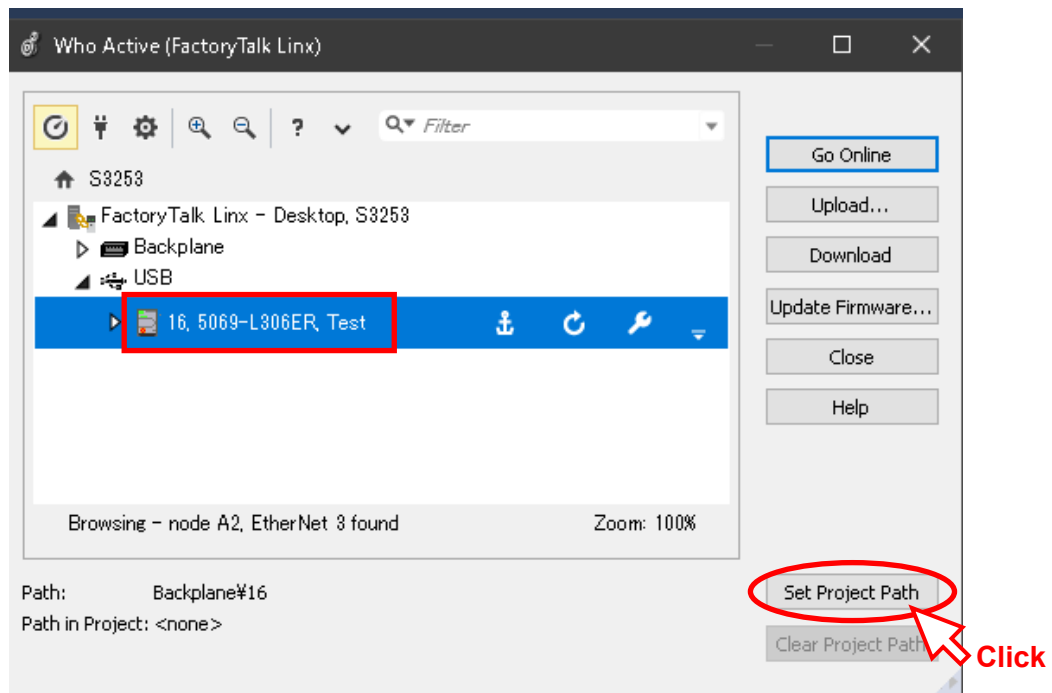 Who Active (FactoryTalk Linx)
? Filter
Go Online
S3253
Upload...
FactoryTalk Linx - Desktop, S3253
Backplane
Download
USB
Update Firmware...
16, 5069-L306ER, Test
Close
Help
Browsing - node A2, EtherNet 3 found Zoom: 100%
Path: Backplane¥16
Set Project Path
Path in Project: <none>
Clear Project Path
Click